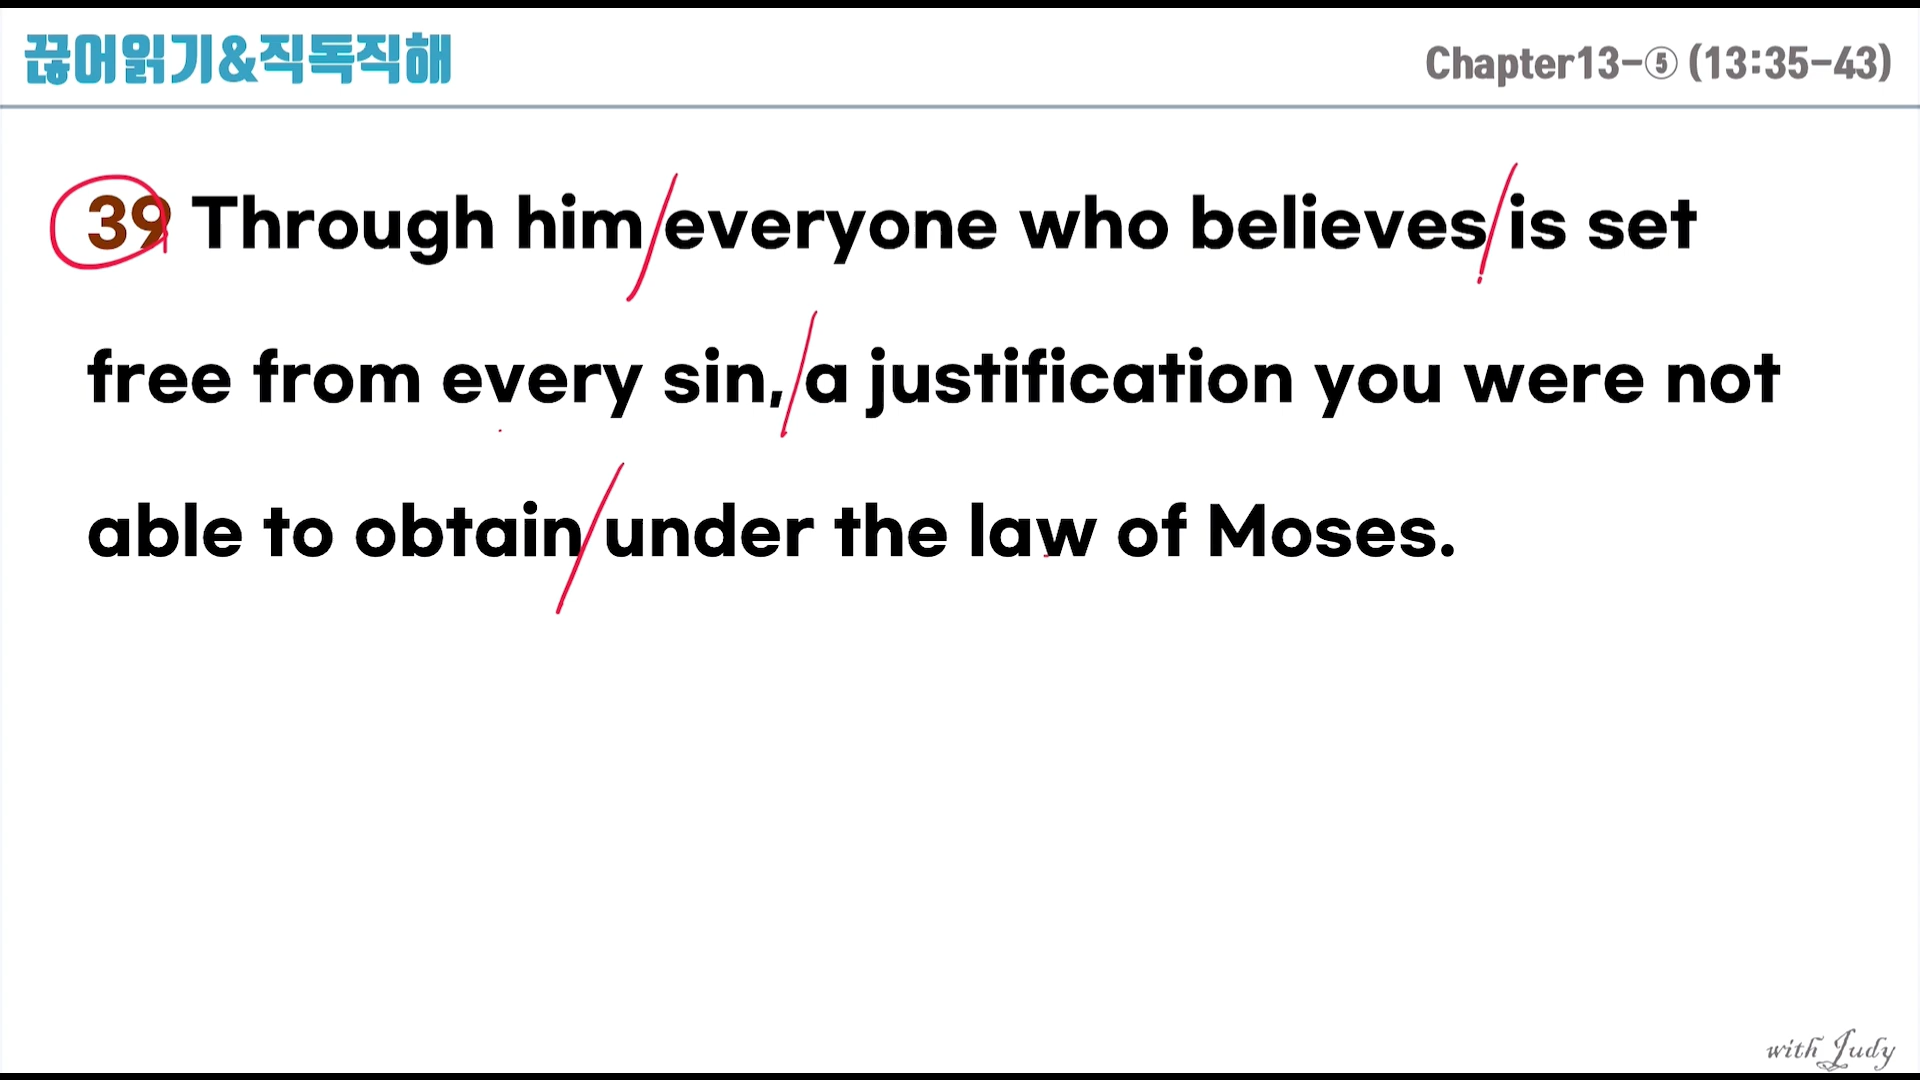 끊어읽기&직독직해
Chapter13-⑤ (13:35-43)
39 Through him/everyone who believes/is set
free from every sin,/a justification you were not
able to obtain/under the law of Moses.
with Judy